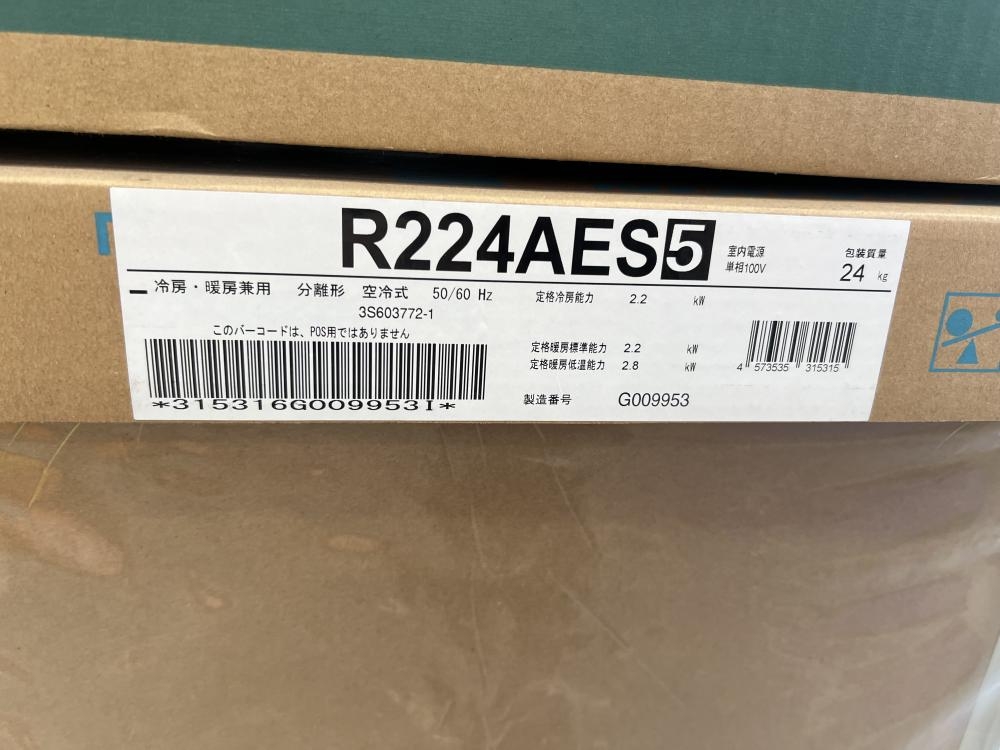 R224AES5
室内電源
単相100V
包装質量
24 kg
冷房・暖房兼用 分離形 空冷式 50/60 Hz
3S603772-1
このバーコードは、POS用ではありません
*315316G009953I*
定格冷房能力 2.2 kW
定格暖房標準能力 2.2 kW
定格暖房低温能力 2.8 kW
製造番号 G009953
4 573535 315315